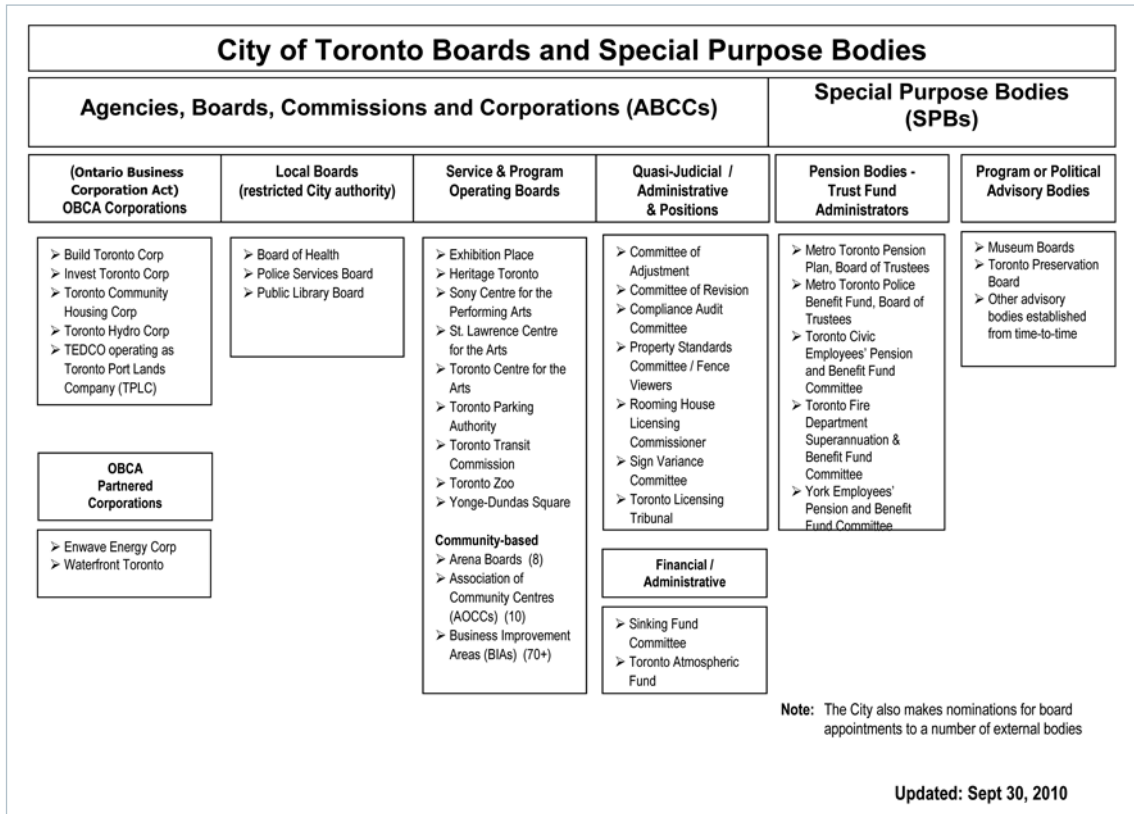 City of Toronto Boards and Special Purpose Bodies
Agencies, Boards, Commissions and Corporations (ABCCs)
Special Purpose Bodies
(SPBs)
(Ontario Business
Corporation Act)
OBCA Corporations
Local Boards
(restricted City authority)
Service & Program
Operating Boards
Quasi-Judicial /
Administrative
& Positions
Pension Bodies -
Trust Fund
Administrators
Program or Political
Advisory Bodies
➢ Build Toronto Corp
➢ Invest Toronto Corp
➢ Toronto Community
Housing Corp
➢ Toronto Hydro Corp
➢ TEDCO operating as
Toronto Port Lands
Company (TPLC)
OBCA
Partnered
Corporations
➢ Enwave Energy Corp
➢ Waterfront Toronto
➢ Board of Health
➢ Police Services Board
➢ Public Library Board
➢ Exhibition Place
➢ Heritage Toronto
➢ Sony Centre for the
Performing Arts
➢ St. Lawrence Centre
for the Arts
➢ Toronto Centre for the
Arts
➢ Toronto Parking
Authority
➢ Toronto Transit
Commission
➢ Toronto Zoo
➢ Yonge-Dundas Square
Community-based
➢ Arena Boards (8)
➢ Association of
Community Centres
(AOCCs) (10)
➢ Business Improvement
Areas (BIAs) (70+)
➢ Committee of
Adjustment
➢ Committee of Revision
➢ Compliance Audit
Committee
➢ Property Standards
Committee / Fence
Viewers
➢ Rooming House
Licensing
Commissioner
➢ Sign Variance
Committee
➢ Toronto Licensing
Tribunal
Financial /
Administrative
➢ Sinking Fund
Committee
➢ Toronto Atmospheric
Fund
➢ Metro Toronto Pension
Plan, Board of Trustees
➢ Metro Toronto Police
Benefit Fund, Board of
Trustees
➢ Toronto Civic
Employees' Pension
and Benefit Fund
Committee
➢ Toronto Fire
Department
Superannuation &
Benefit Fund
Committee
➢ York Employees'
Pension and Benefit
Fund Committee
➢ Museum Boards
➢ Toronto Preservation
Board
➢ Other advisory
bodies established
from time-to-time
Note: The City also makes nominations for board
appointments to a number of external bodies
Updated: Sept 30, 2010